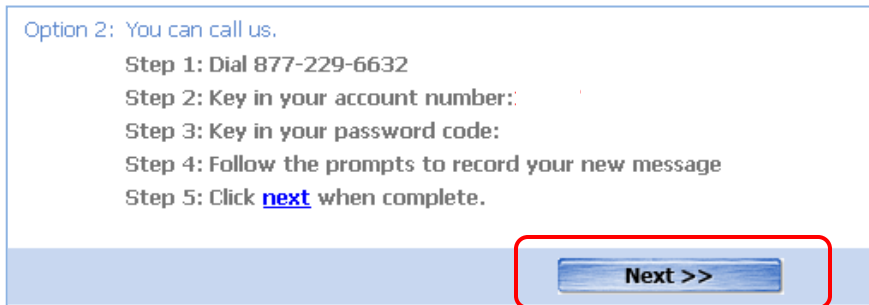 Option 2: You can call us.
Step 1: Dial 877-229-6632
Step 2: Key in your account number:
Step 3: Key in your password code:
Step 4: Follow the prompts to record your new message
Step 5: Click next when complete.
Next >>